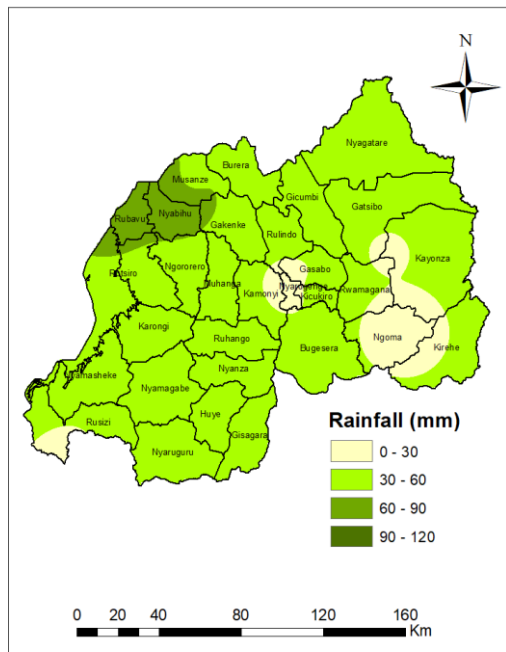 N
Nyagatare
Burera
Musanze
Gicumbi
Gatsibo
Rubavu
Nyabihu
Gakenke
Rulindo
Kayonza
Gasabo
Rutsiro
Ngororero
Muhanga
Kamonyi
Nyarugenge
Rwamagana
Kicukiro
Karongi
Ruhango
Bugesera
Ngoma
Kirehe
Nyamasheke
Nyamagabe
Nyanza
Rusizi
Huye
Gisagara
Nyaruguru
Rainfall (mm)
0 - 30
30 - 60
60 - 90
90 - 120
0 20 40 80 120 160
Km